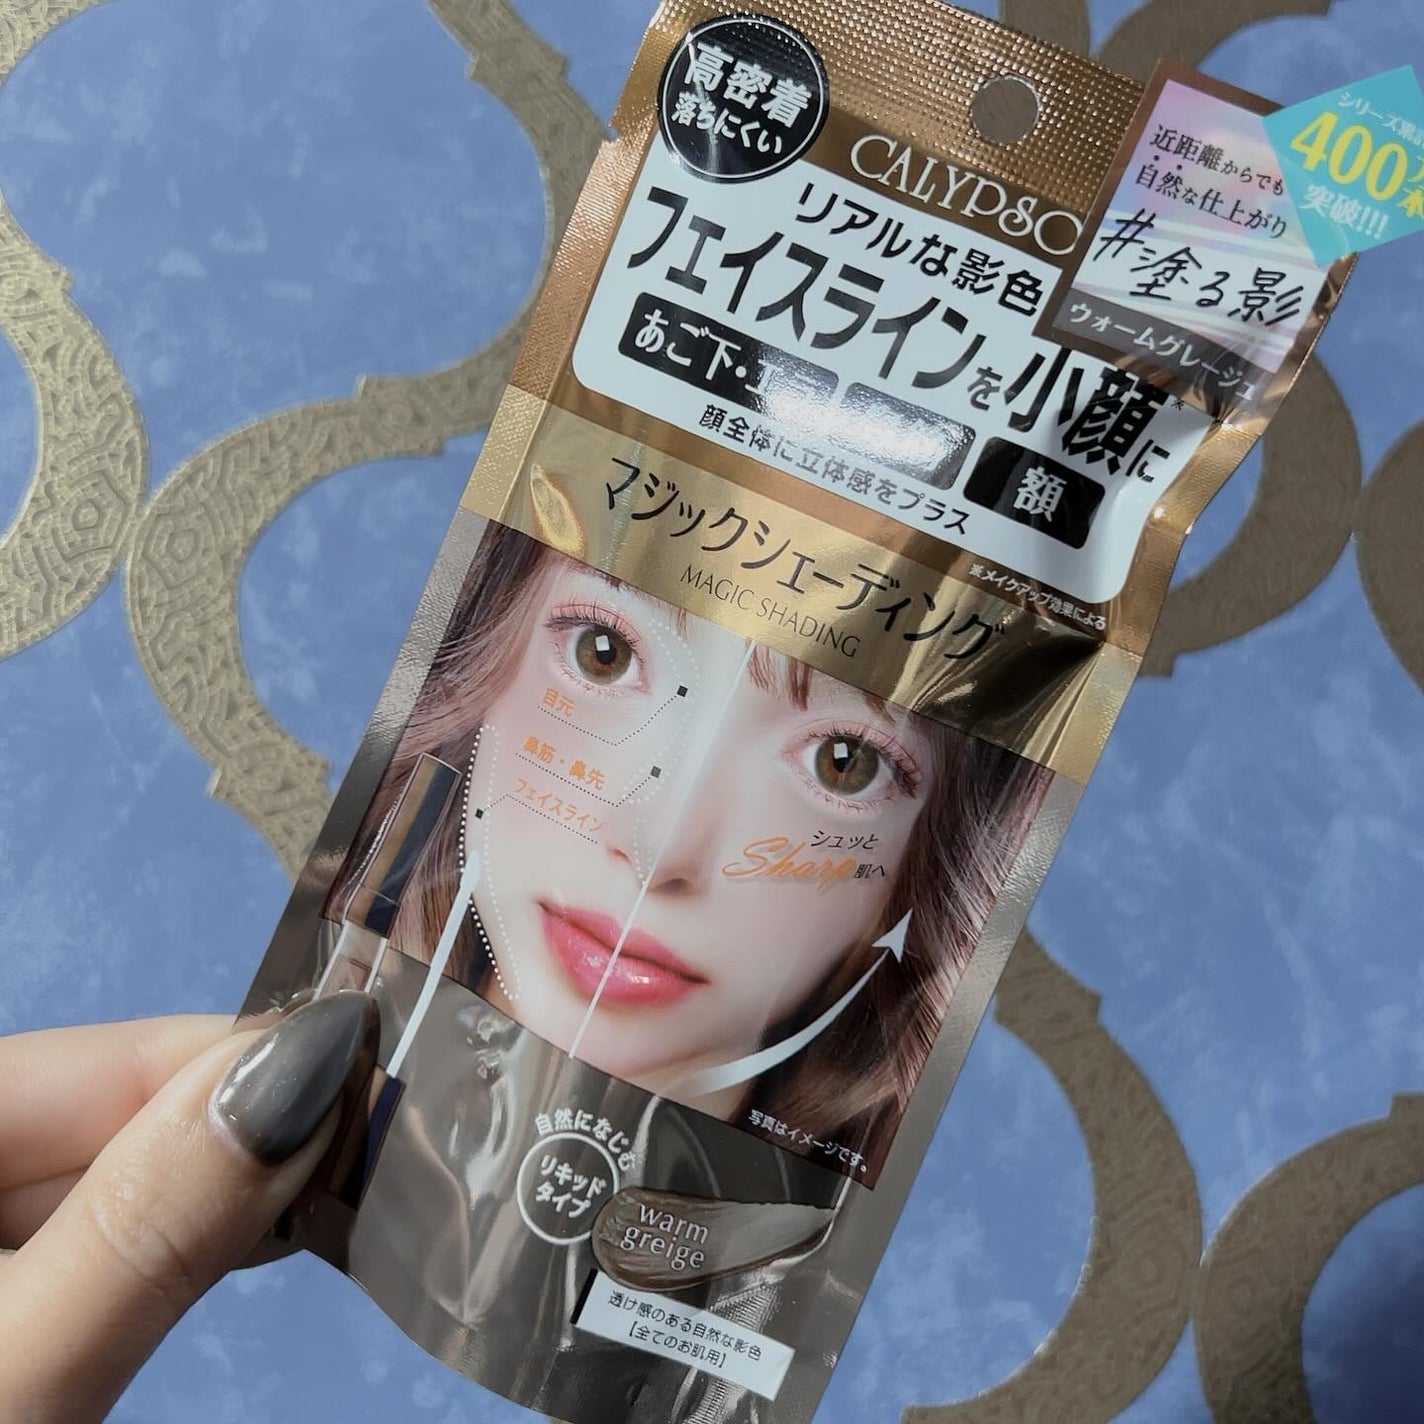 高密着
落ちにくい
CALYPSO
近距離からでも
自然な仕上がり
#塗る影
ウォームグレージュ
シリーズ累
400万本
突破!!!
リアルな影色
フェイスラインを小顔に※
あご下・エラ
額
顔全体に立体感をプラス
※メイクアップ効果による
マジックシェーディング
MAGIC SHADING
目元
鼻筋・鼻先
フェイスライン
シュッと
Sharp肌へ
写真はイメージです。
自然になじむ
リキッド
タイプ
warm
greige
透け感のある自然な影色
【全てのお肌用】